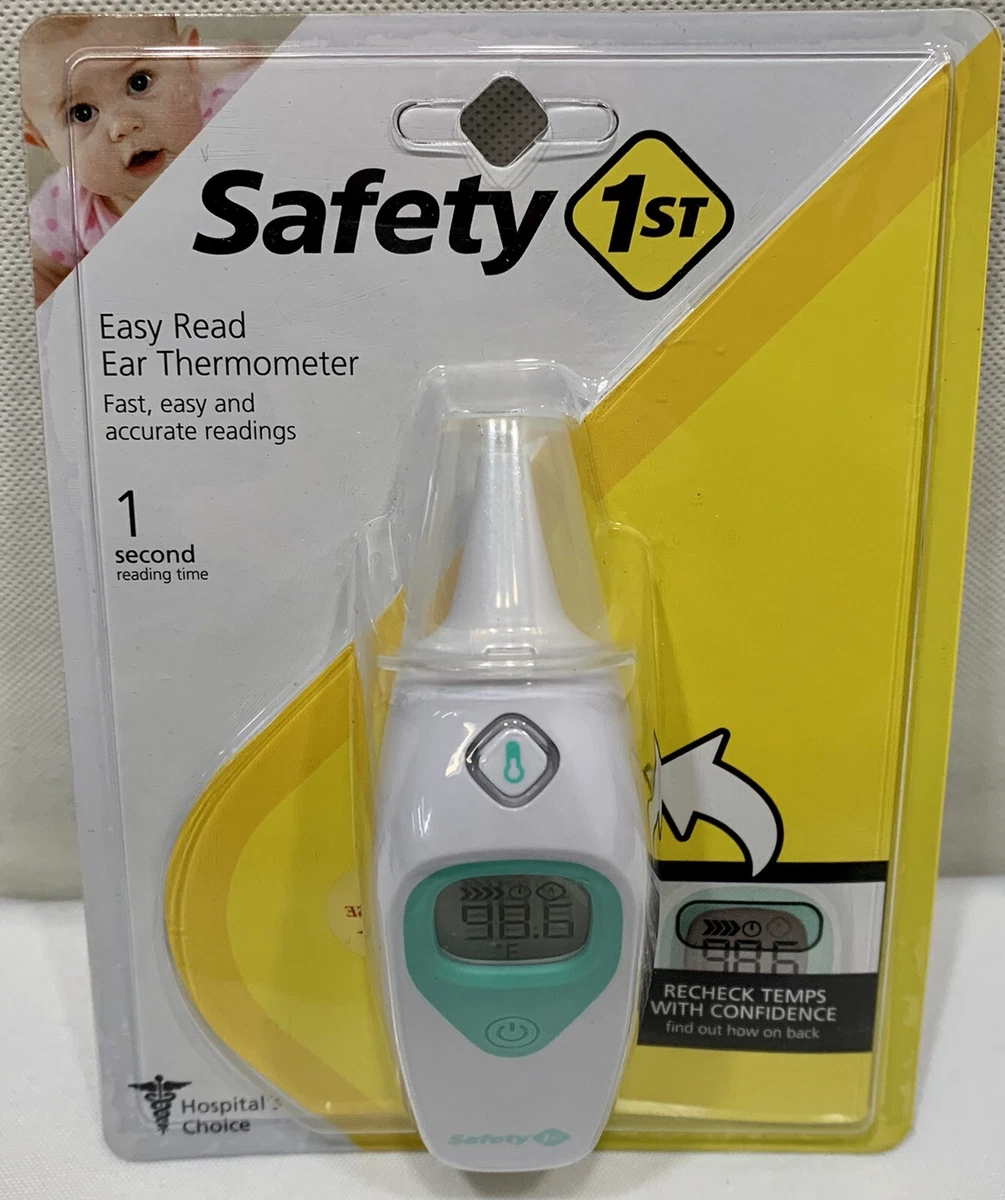 Safety 1ST
Easy Read
Ear Thermometer
Fast, easy and
accurate readings
1
second
reading time
98.6
°F
98.6
RECHECK TEMPS
WITH CONFIDENCE
find out how on back
Hospital's
Choice
Safety 1st